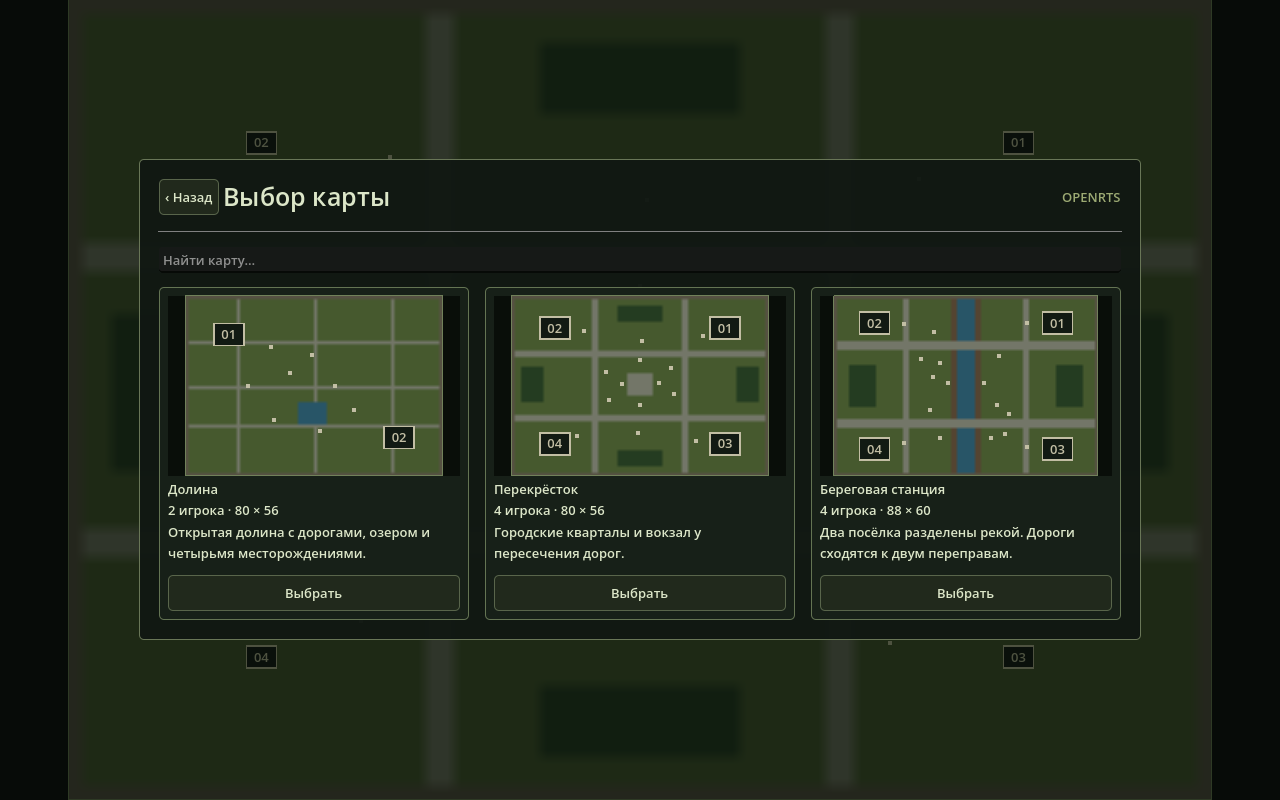 02
01
‹ Назад
Выбор карты
OPENRTS
Найти карту...
01
02
Долина
2 игрока · 80 × 56
Открытая долина с дорогами, озером и
четырьмя месторождениями.
Выбрать
02
01
04
03
Перекрёсток
4 игрока · 80 × 56
Городские кварталы и вокзал у
пересечения дорог.
Выбрать
02
01
04
03
Береговая станция
4 игрока · 88 × 60
Два посёлка разделены рекой. Дороги
сходятся к двум переправам.
Выбрать
04
03